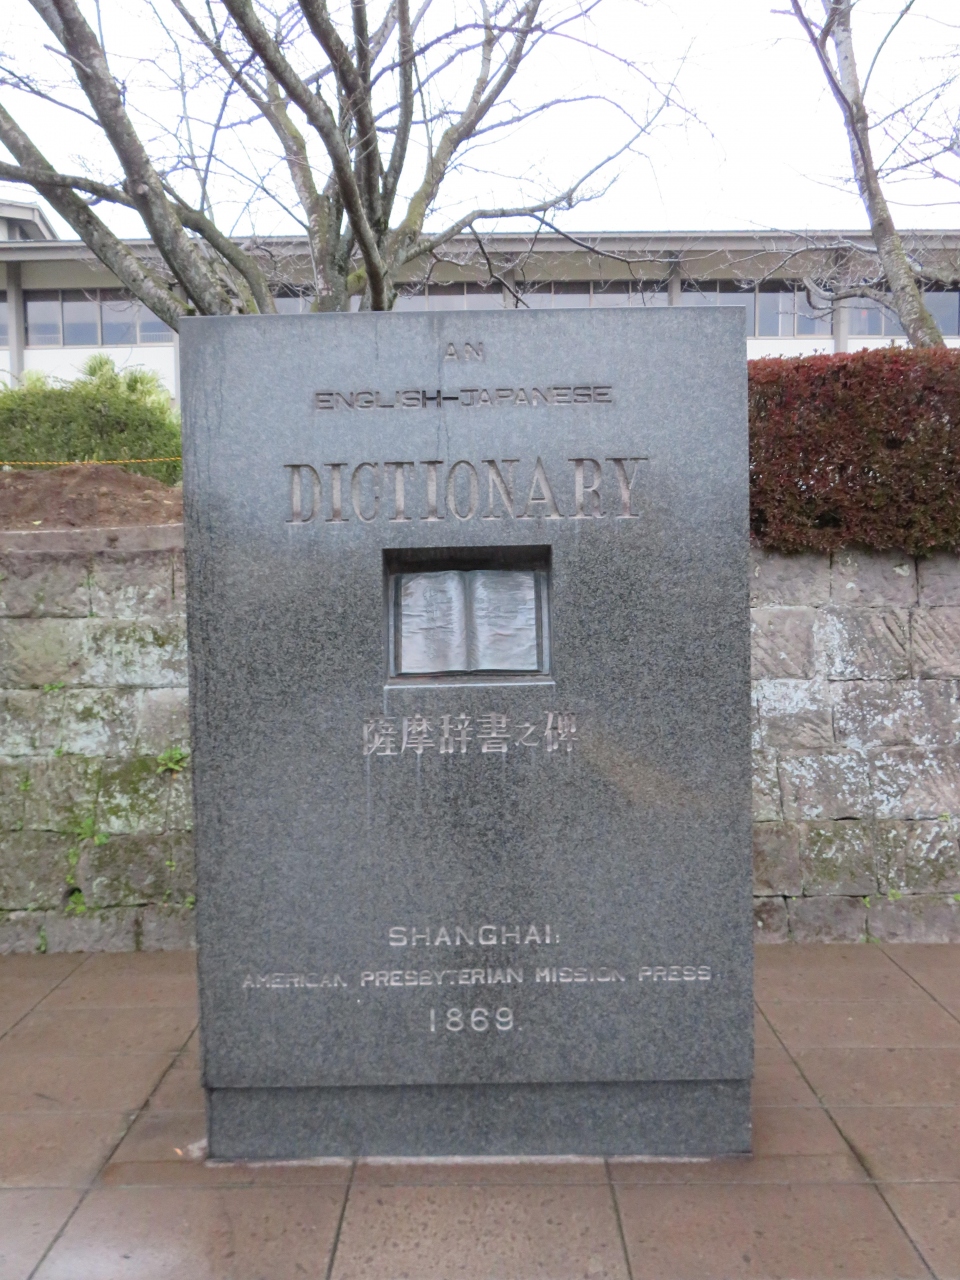 AN
ENGLISH-JAPANESE
DICTIONARY
薩摩辞書之碑
SHANGHAI:
AMERICAN PRESBYTERIAN MISSION PRESS
1869.